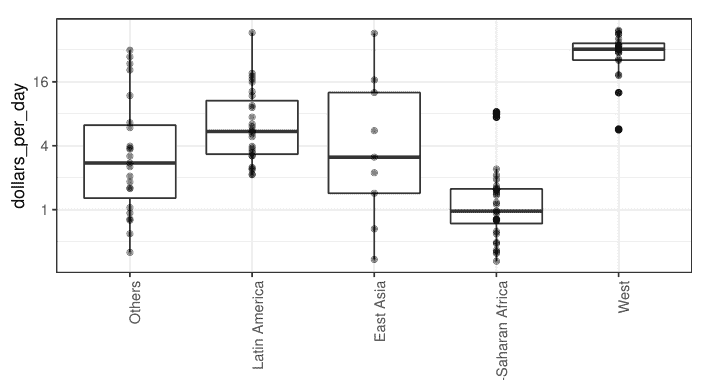 dollars_per_day
16
4
1
Others
Latin America
East Asia
-Saharan Africa
West